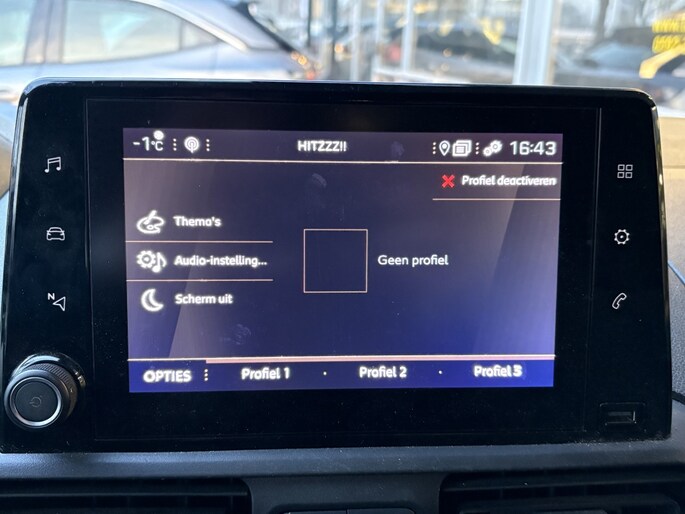 -1°C HITZZZ!! 16:43
Profiel deactiveren
Thema's
Audio-instelling...
Geen profiel
Scherm uit
N
OPTIES Profiel 1 Profiel 2 Profiel 3